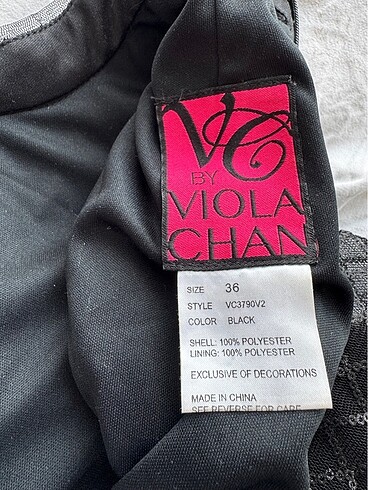 VC
BY
VIOLA
CHAN
SIZE 36
STYLE VC3790V2
COLOR BLACK
SHELL: 100% POLYESTER
LINING: 100% POLYESTER
EXCLUSIVE OF DECORATIONS
MADE IN CHINA
SEE REVERSE FOR CARE